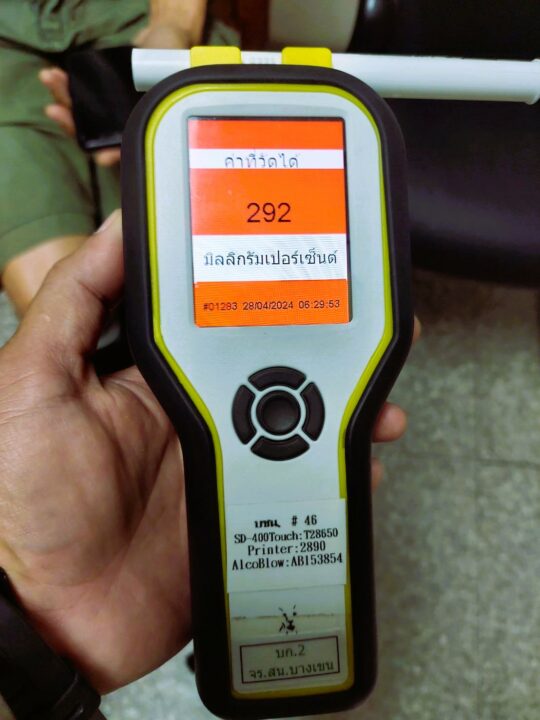 ค่าที่วัดได้
292
มิลลิกรัมเปอร์เซ็นต์
#01283 28/04/2024 06:29:53
# 46
SD-400Touch:T28650
Printer:2890
AlcoBlow:AB153854
บก.2
จร.สน.บางเขน